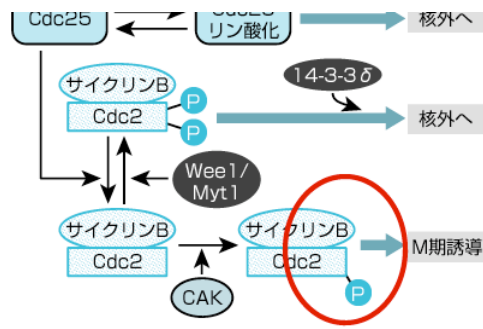 Cdc25
リン酸化
核外へ
サイクリンB
Cdc2
P
P
14-3-3δ
核外へ
Wee1/
Myt1
サイクリンB
Cdc2
サイクリンB
Cdc2
P
M期誘導
CAK